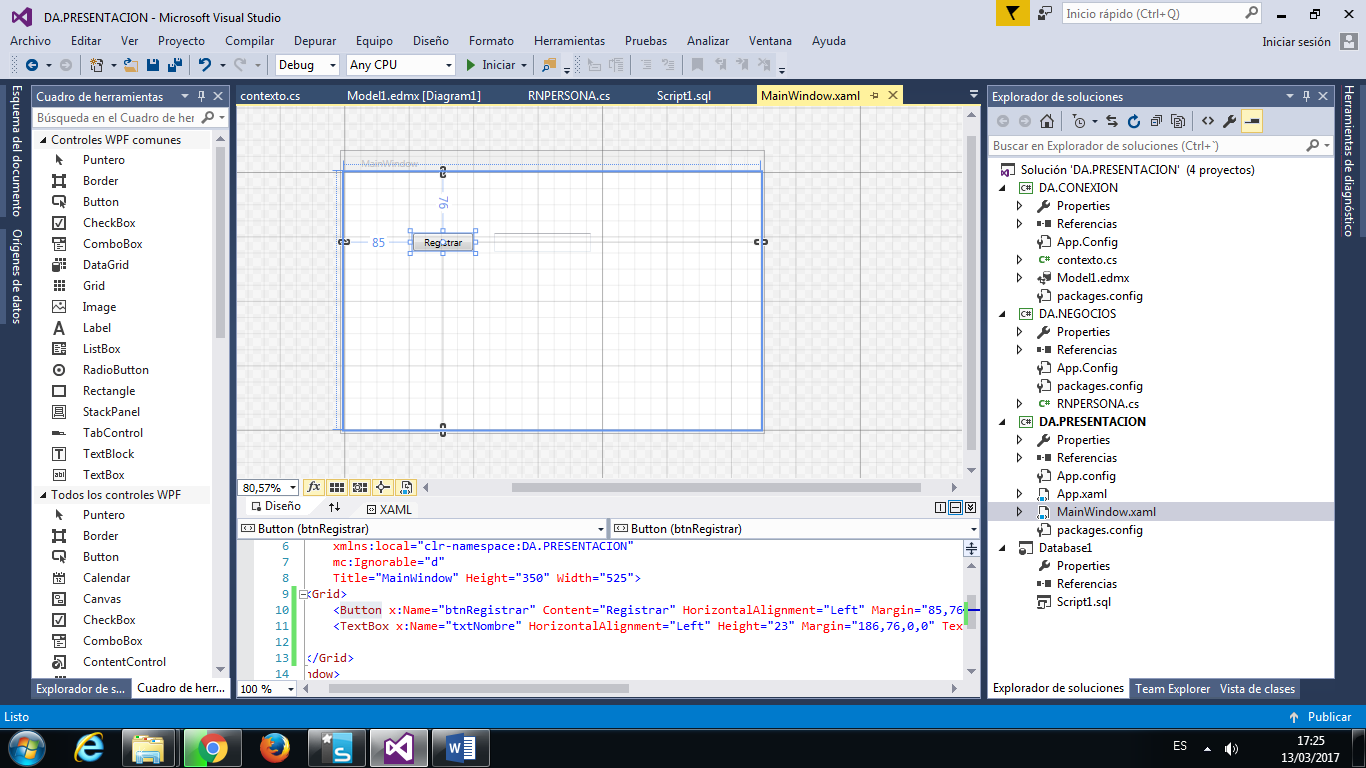 DA.PRESENTACION - Microsoft Visual Studio
Inicio rápido (Ctrl+Q)
Archivo Editar Ver Proyecto Compilar Depurar Equipo Diseño Formato Herramientas Pruebas Analizar Ventana Ayuda
Iniciar sesión
Debug Any CPU Iniciar
Esquema del documento
Orígenes de datos
Cuadro de herramientas
Búsqueda en el Cuadro de her
Controles WPF comunes
Puntero
Border
Button
CheckBox
ComboBox
DataGrid
Grid
Image
Label
ListBox
RadioButton
Rectangle
StackPanel
TabControl
TextBlock
TextBox
Todos los controles WPF
Puntero
Border
Button
Calendar
Canvas
CheckBox
ComboBox
ContentControl
Explorador de s... Cuadro de herr...
contexto.cs Model1.edmx [Diagram1] RNPERSONA.cs Script1.sql MainWindow.xaml
MainWindow
76
85
Registrar
80,57%
fx
Diseño XAML
Button (btnRegistrar) Button (btnRegistrar)
6 xmlns:local="clr-namespace:DA.PRESENTACION"
7 mc:Ignorable="d"
8 Title="MainWindow" Height="350" Width="525">
9 <Grid>
10 <Button x:Name="btnRegistrar" Content="Registrar" HorizontalAlignment="Left" Margin="85,76
11 <TextBox x:Name="txtNombre" HorizontalAlignment="Left" Height="23" Margin="186,76,0,0" Tex
12
13 </Grid>
14 ndow>
100 %
Explorador de soluciones
Buscar en Explorador de soluciones (Ctrl+`)
Solución 'DA.PRESENTACION' (4 proyectos)
DA.CONEXION
Properties
Referencias
App.Config
contexto.cs
Model1.edmx
packages.config
DA.NEGOCIOS
Properties
Referencias
App.Config
packages.config
RNPERSONA.cs
DA.PRESENTACION
Properties
Referencias
App.config
App.xaml
MainWindow.xaml
packages.config
Database1
Properties
Referencias
Script1.sql
Explorador de soluciones Team Explorer Vista de clases
Herramientas de diagnóstico
Listo
Publicar
ES
17:25
13/03/2017